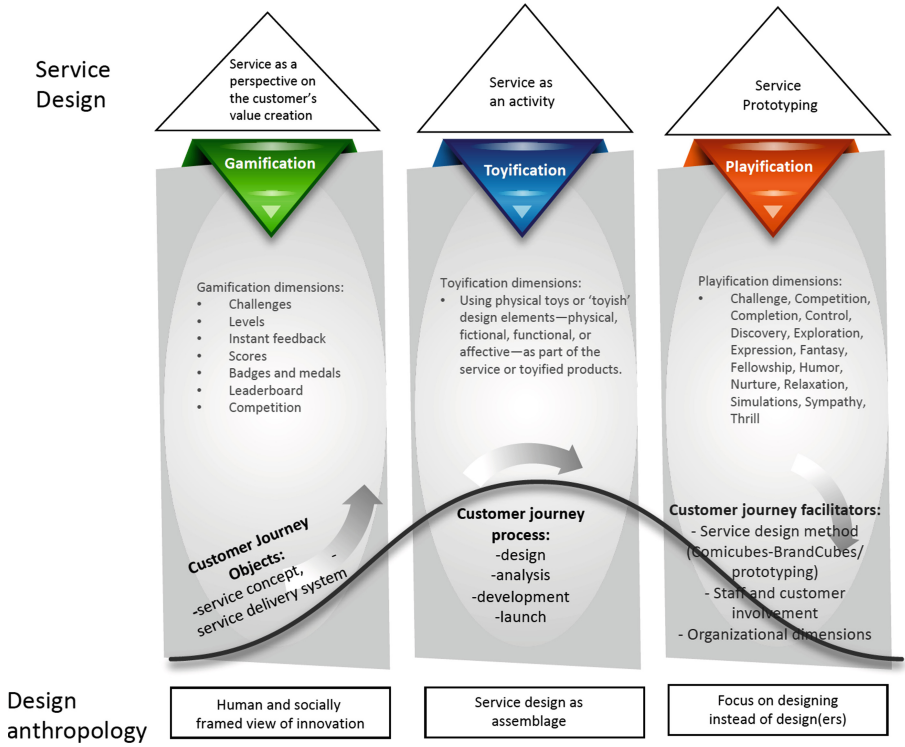 Service
Design
Service as a
perspective on
the customer's
value creation
Service as
an activity
Service
Prototyping
Gamification
Toyification
Playification
Gamification dimensions:
• Challenges
• Levels
• Instant feedback
• Scores
• Badges and medals
• Leaderboard
• Competition
Toyification dimensions:
• Using physical toys or 'toyish'
design elements—physical,
fictional, functional, or
affective—as part of the
service or toyified products.
Playification dimensions:
• Challenge, Competition,
Completion, Control,
Discovery, Exploration,
Expression, Fantasy,
Fellowship, Humor,
Nurture, Relaxation,
Simulations, Sympathy,
Thrill
Customer Journey
Objects:
-service concept, -
service delivery system
Customer journey
process:
-design
-analysis
-development
-launch
Customer journey facilitators:
- Service design method
(Comicubes-BrandCubes/
prototyping)
- Staff and customer
involvement
- Organizational dimensions
Design
anthropology
Human and socially
framed view of innovation
Service design as
assemblage
Focus on designing
instead of design(ers)